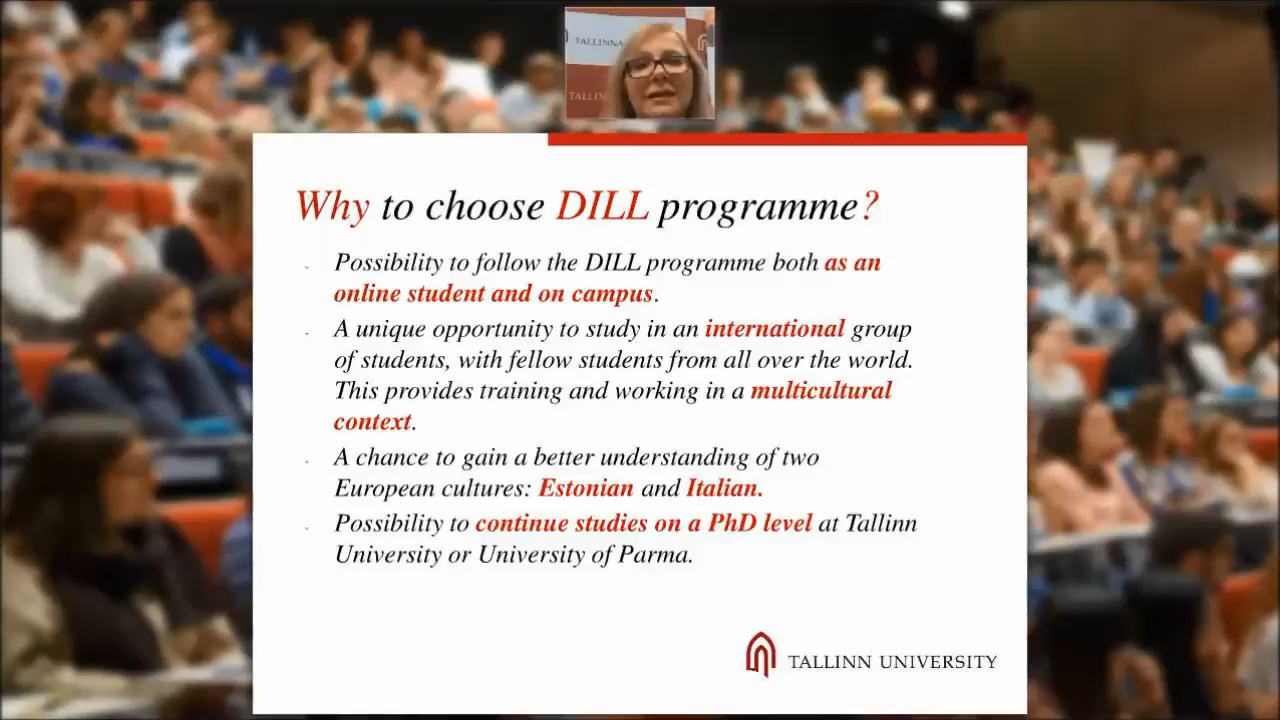 TALLINNA
TALLIN
Why to choose DILL programme?
- Possibility to follow the DILL programme both as an
online student and on campus.
- A unique opportunity to study in an international group
of students, with fellow students from all over the world.
This provides training and working in a multicultural
context.
- A chance to gain a better understanding of two
European cultures: Estonian and Italian.
- Possibility to continue studies on a PhD level at Tallinn
University or University of Parma.
TALLINN UNIVERSITY